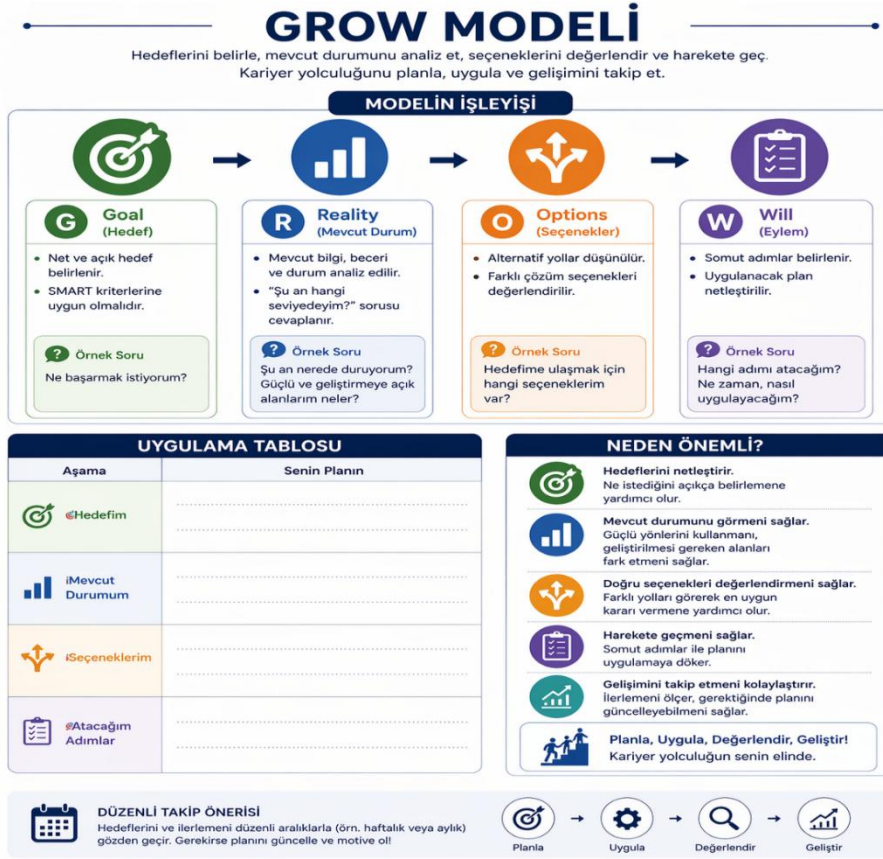 GROW MODELİ
Hedeflerini belirle, mevcut durumunu analiz et, seçeneklerini değerlendir ve harekete geç.
Kariyer yolculuğunu planla, uygula ve gelişimini takip et.
MODELİN İŞLEYİŞİ
G
Goal
(Hedef)
• Net ve açık hedef
belirlenir.
• SMART kriterlerine
uygun olmalıdır.
? Örnek Soru
Ne başarmak istiyorum?
R
Reality
(Mevcut Durum)
• Mevcut bilgi, beceri
ve durum analiz edilir.
• “Şu an hangi
seviyedeyim?” sorusu
cevaplanır.
? Örnek Soru
Şu an nerede duruyorum?
Güçlü ve geliştirmeye açık
alanlarım neler?
O
Options
(Seçenekler)
• Alternatif yollar düşünülür.
• Farklı çözüm seçenekleri
değerlendirilir.
? Örnek Soru
Hedefime ulaşmak için
hangi seçeneklerim
var?
W
Will
(Eylem)
• Somut adımlar belirlenir.
• Uygulanacak plan
netleştirilir.
? Örnek Soru
Hangi adımı atacağım?
Ne zaman, nasıl
uygulayacağım?
UYGULAMA TABLOSU
Aşama
Senin Planın
Hedefim
Mevcut
Durumum
Seçeneklerim
Atacağım
Adımlar
NEDEN ÖNEMLİ?
Hedeflerini netleştirir.
Ne istediğini açıkça belirlemene
yardımcı olur.
Mevcut durumunu görmeni sağlar.
Güçlü yönlerini kullanmanı,
geliştirilmesi gereken alanları
fark etmeni sağlar.
Doğru seçenekleri değerlendirmeni sağlar.
Farklı yolları görerek en uygun
kararı vermene yardımcı olur.
Harekete geçmeni sağlar.
Somut adımlar ile planını
uygulamaya döker.
Gelişimini takip etmeni kolaylaştırır.
İlerlemeni ölçer, gerektiğinde planını
güncelleyebilmeni sağlar.
Planla, Uygula, Değerlendir, Geliştir!
Kariyer yolculuğun senin elinde.
DÜZENLİ TAKİP ÖNERİSİ
Hedeflerini ve ilerlemeni düzenli aralıklarla (örn. haftalık veya aylık)
gözden geçir. Gerekirse planını güncelle ve motive ol!
Planla
Uygula
Değerlendir
Geliştir